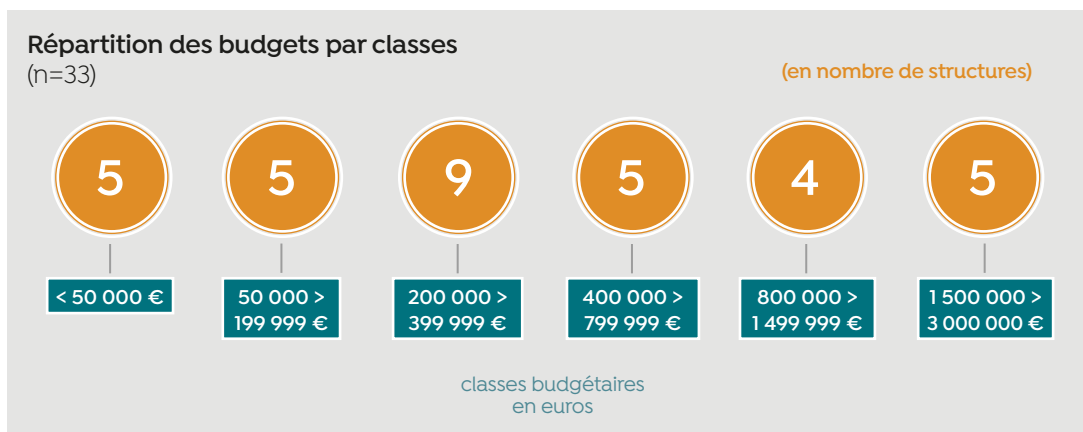 Répartition des budgets par classes
(n=33)
(en nombre de structures)
5
5
9
5
4
5
< 50 000 €
50 000 >
199 999 €
200 000 >
399 999 €
400 000 >
799 999 €
800 000 >
1 499 999 €
1 500 000 >
3 000 000 €
classes budgétaires
en euros